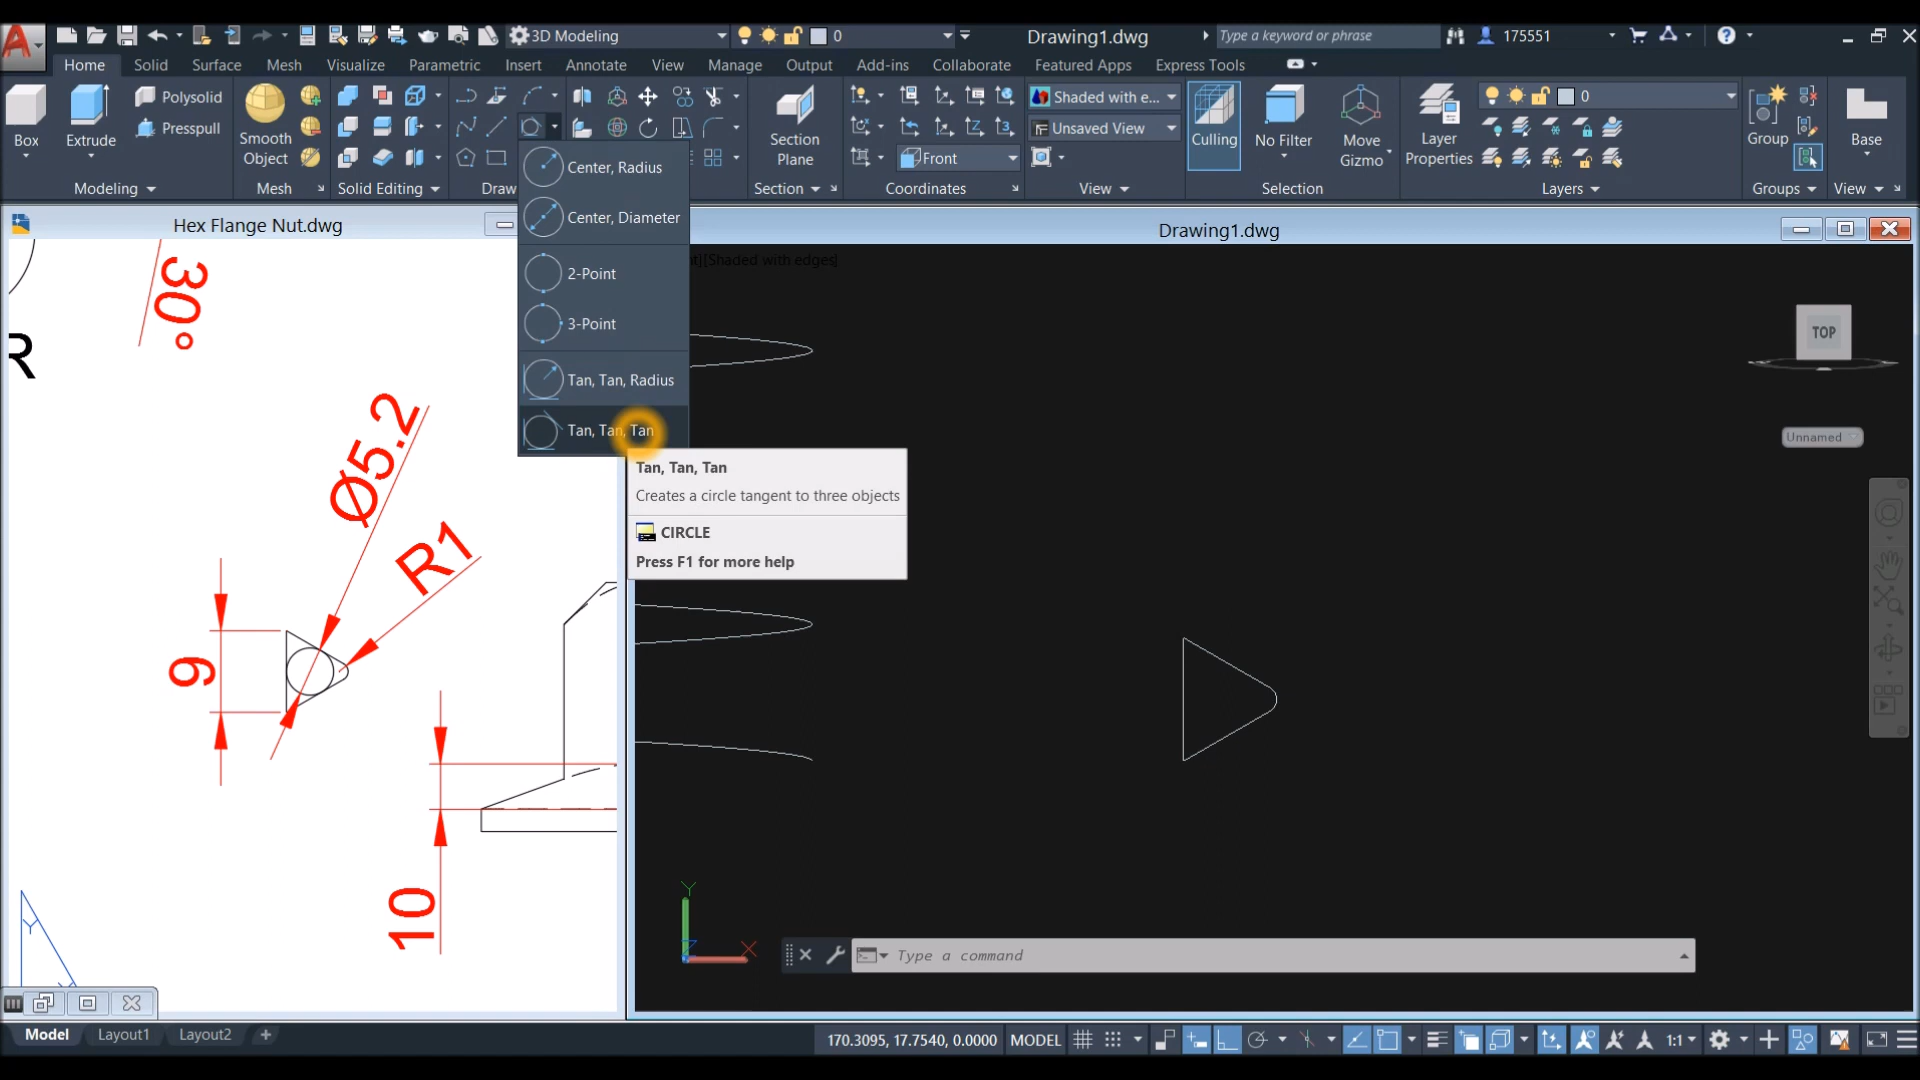 3D Modeling
0
Drawing1.dwg
Type a keyword or phrase
175551
Home
Solid
Surface
Mesh
Visualize
Parametric
Insert
Annotate
View
Manage
Output
Add-ins
Collaborate
Featured Apps
Express Tools
Box
Extrude
Polysolid
Presspull
Smooth
Object
Section
Plane
Shaded with e...
Unsaved View
Front
Culling
No Filter
Move
Gizmo
Layer
Properties
0
Group
Base
Modeling
Mesh
Solid Editing
Draw
Section
Coordinates
View
Selection
Layers
Groups
View
Center, Radius
Center, Diameter
2-Point
3-Point
Tan, Tan, Radius
Tan, Tan, Tan
Tan, Tan, Tan
Creates a circle tangent to three objects
CIRCLE
Press F1 for more help
Hex Flange Nut.dwg
Drawing1.dwg
[Shaded with edges]
TOP
Unnamed
30°
R
Ø5.2
R1
9
10
Y
Y
X
Z
Type a command
Model
Layout1
Layout2
+
170.3095, 17.7540, 0.0000
MODEL
1:1